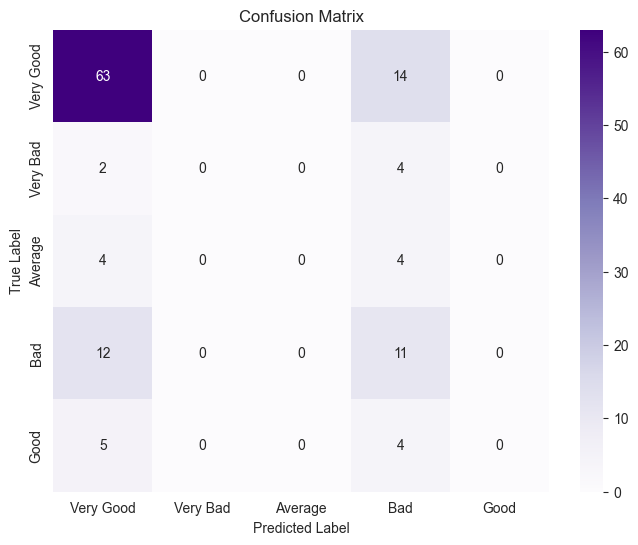 Confusion Matrix
True Label
Very Good
63 0 0 14 0
Very Bad
2 0 0 4 0
Average
4 0 0 4 0
Bad
12 0 0 11 0
Good
5 0 0 4 0
Very Good Very Bad Average Bad Good
Predicted Label
60
50
40
30
20
10
0